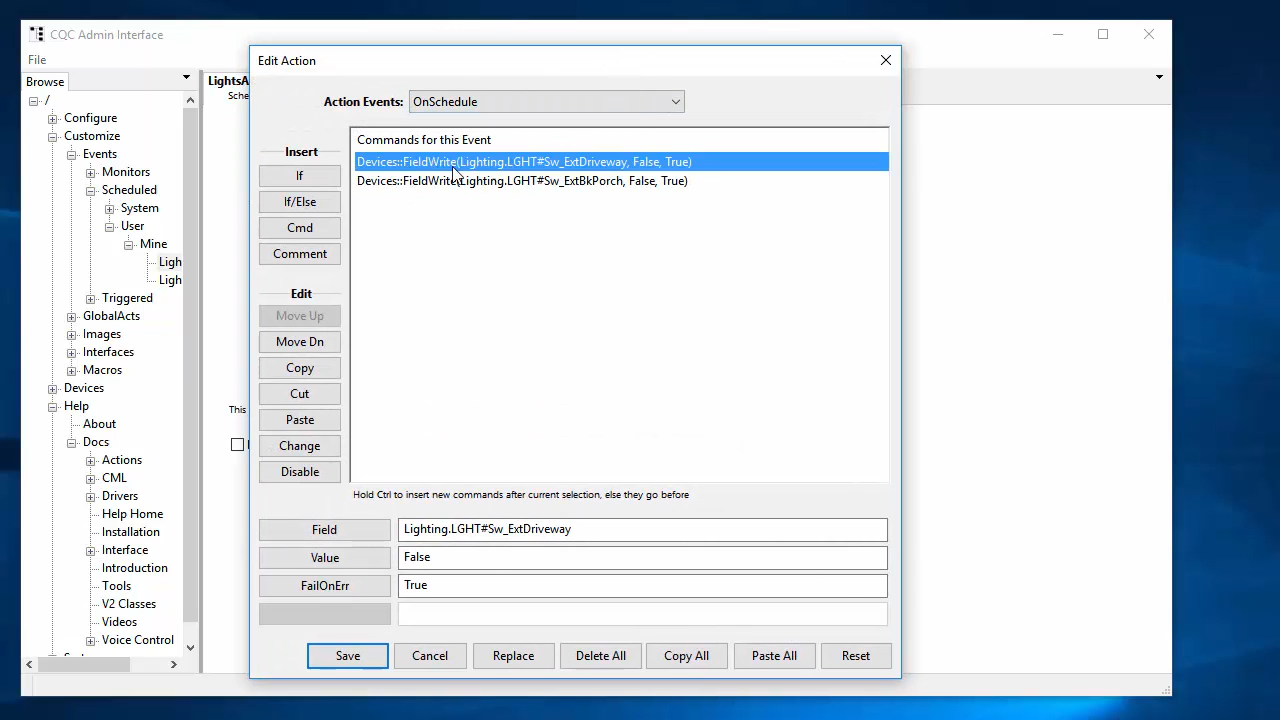 CQC Admin Interface
File
Browse
/
Configure
Customize
Events
Monitors
Scheduled
System
User
Mine
Ligh
Ligh
Triggered
GlobalActs
Images
Interfaces
Macros
Devices
Help
About
Docs
Actions
CML
Drivers
Help Home
Installation
Interface
Introduction
Tools
V2 Classes
Videos
Voice Control
LightsA
Sche
This
Edit Action
Action Events: OnSchedule
Insert
If
If/Else
Cmd
Comment
Edit
Move Up
Move Dn
Copy
Cut
Paste
Change
Disable
Commands for this Event
Devices::FieldWrite(Lighting.LGHT#Sw_ExtDriveway, False, True)
Devices::FieldWrite(Lighting.LGHT#Sw_ExtBkPorch, False, True)
Hold Ctrl to insert new commands after current selection, else they go before
Field Lighting.LGHT#Sw_ExtDriveway
Value False
FailOnErr True
Save Cancel Replace Delete All Copy All Paste All Reset